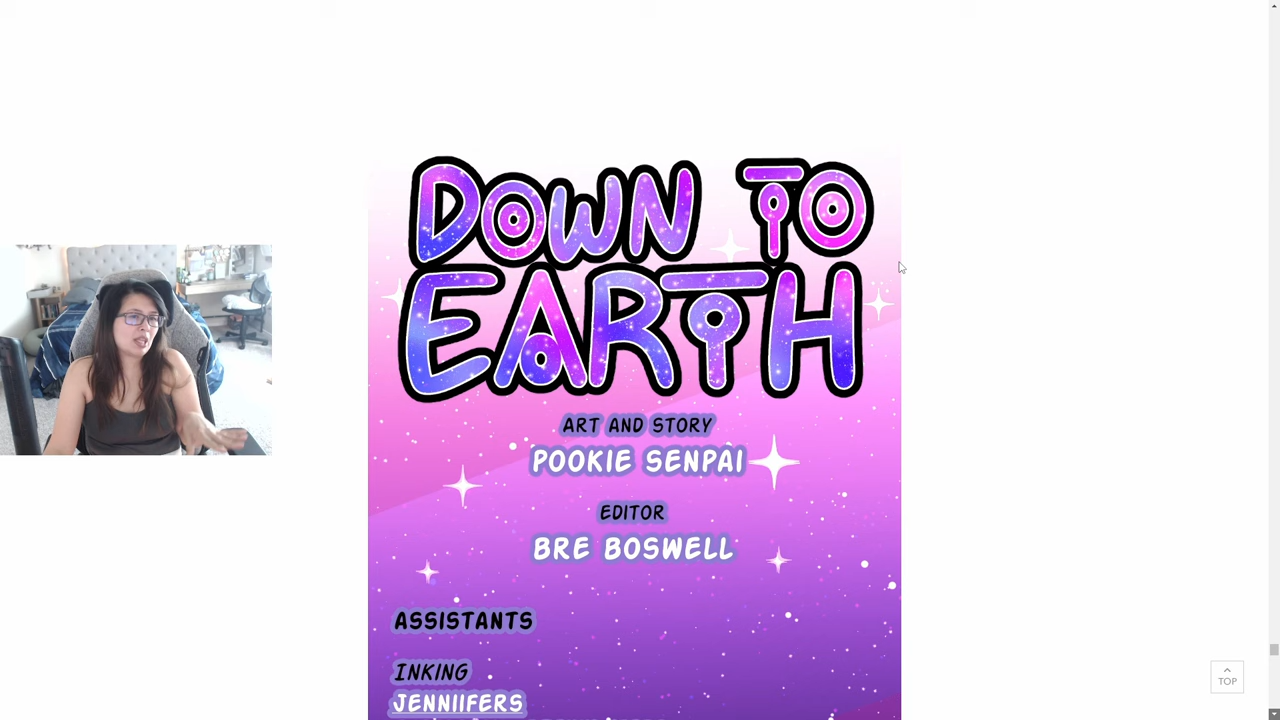 DOWN TO
EARTH
ART AND STORY
POOKIE SENPAI
EDITOR
BRE BOSWELL
ASSISTANTS
INKING
JENNIIFERS
TOP